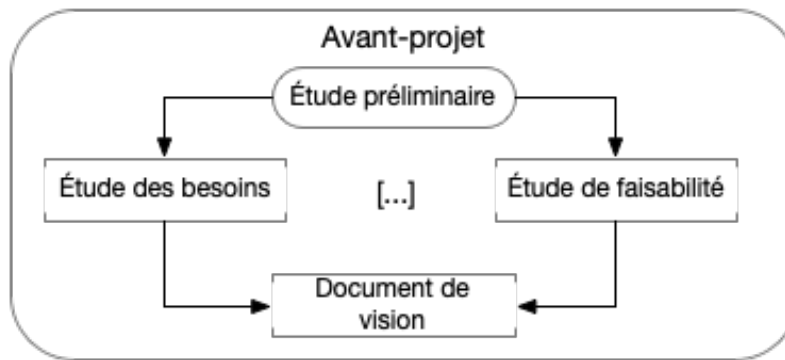 Avant-projet
Étude préliminaire
Étude des besoins
[...]
Étude de faisabilité
Document de
vision